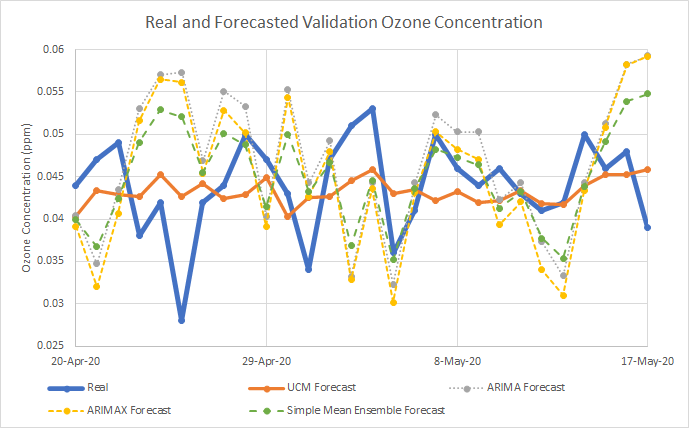 Real and Forecasted Validation Ozone Concentration
0.06
0.055
0.05
0.045
0.04
0.035
0.03
0.025
Ozone Concentration (ppm)
20-Apr-20 29-Apr-20 8-May-20 17-May-20
Real UCM Forecast ARIMA Forecast
ARIMAX Forecast Simple Mean Ensemble Forecast